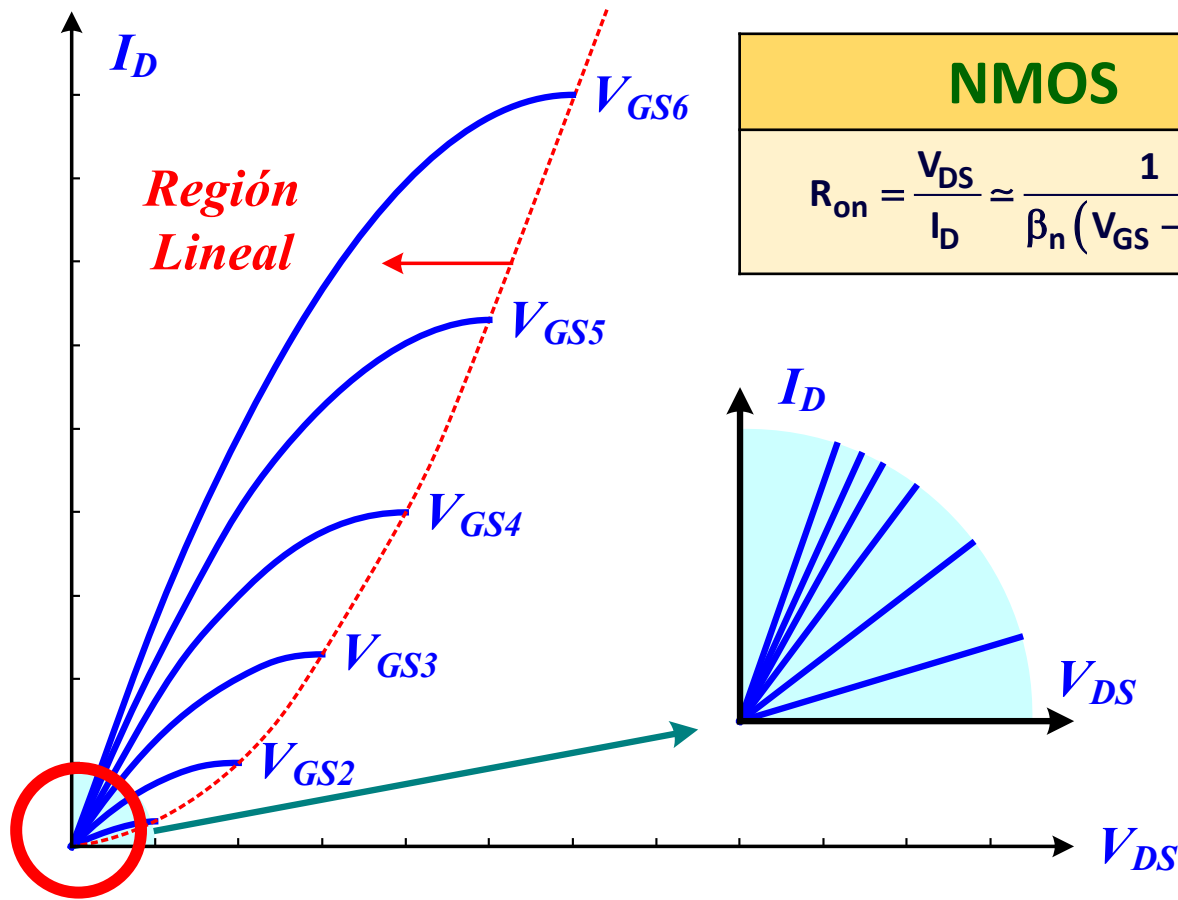 I_D
V_GS6
Región
Lineal
V_GS5
V_GS4
V_GS3
V_GS2
V_DS
NMOS
R_on = V_DS / I_D ≃ 1 / β_n (V_GS −
I_D
V_DS